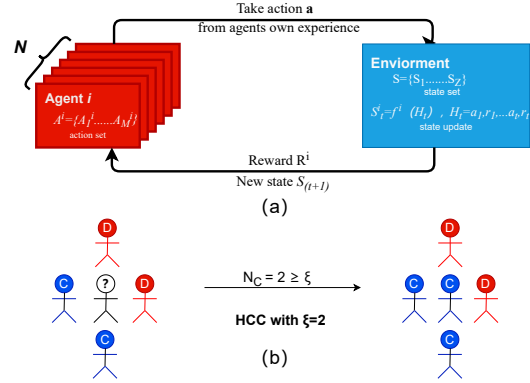 Take action a
from agents own experience
N
Agent i
A^i={A_1^i......A_M^i}
action set
Enviorment
S={S_1.......S_Z}
state set
S_t^i=f^i (H_t) , H_t=a_1,r_1,...a_t,r_t
state update
Reward R^i
New state S_(t+1)
(a)
D
C
?
D
C
N_C = 2 ≥ ξ
HCC with ξ=2
D
C
C
D
C
(b)